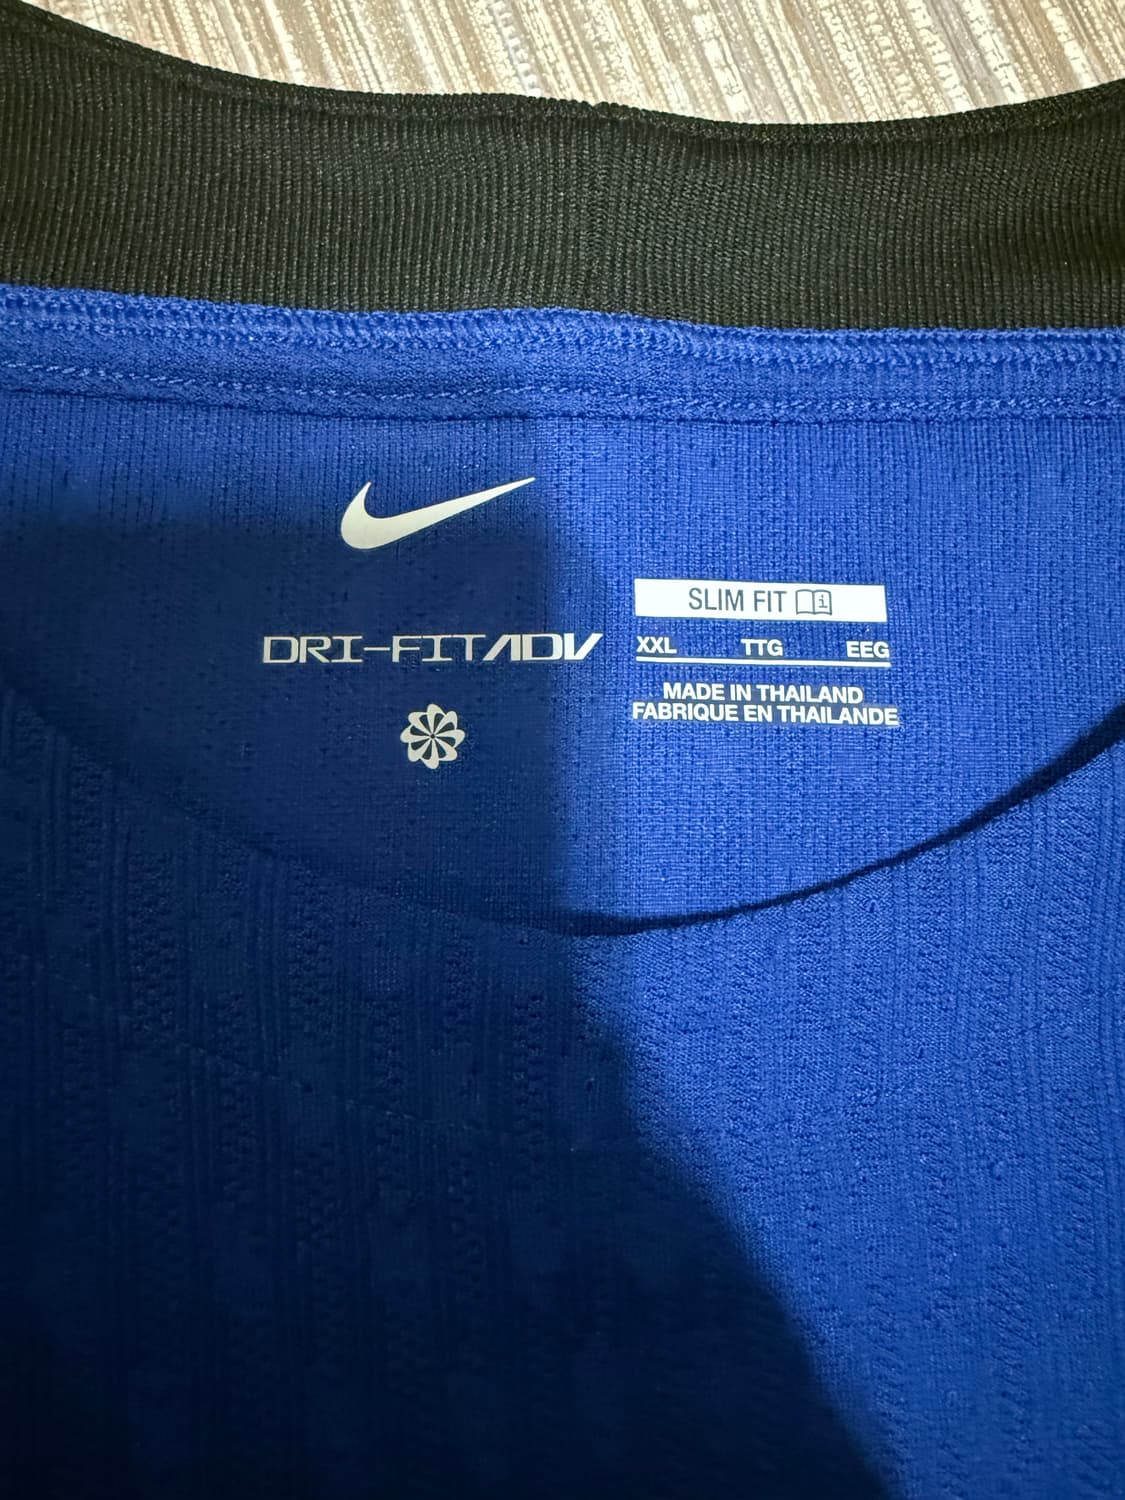 DRI-FIT ADV
SLIM FIT
XXL TTG EEG
MADE IN THAILAND
FABRIQUE EN THAILANDE